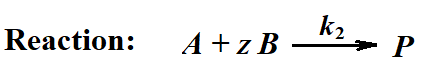 Reaction: A + z B k₂ P